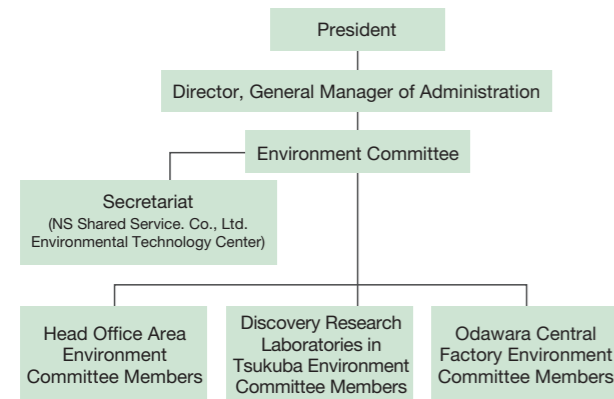 President
Director, General Manager of Administration
Environment Committee
Secretariat
(NS Shared Service. Co., Ltd.
Environmental Technology Center)
Head Office Area
Environment
Committee Members
Discovery Research
Laboratories in
Tsukuba Environment
Committee Members
Odawara Central
Factory Environment
Committee Members